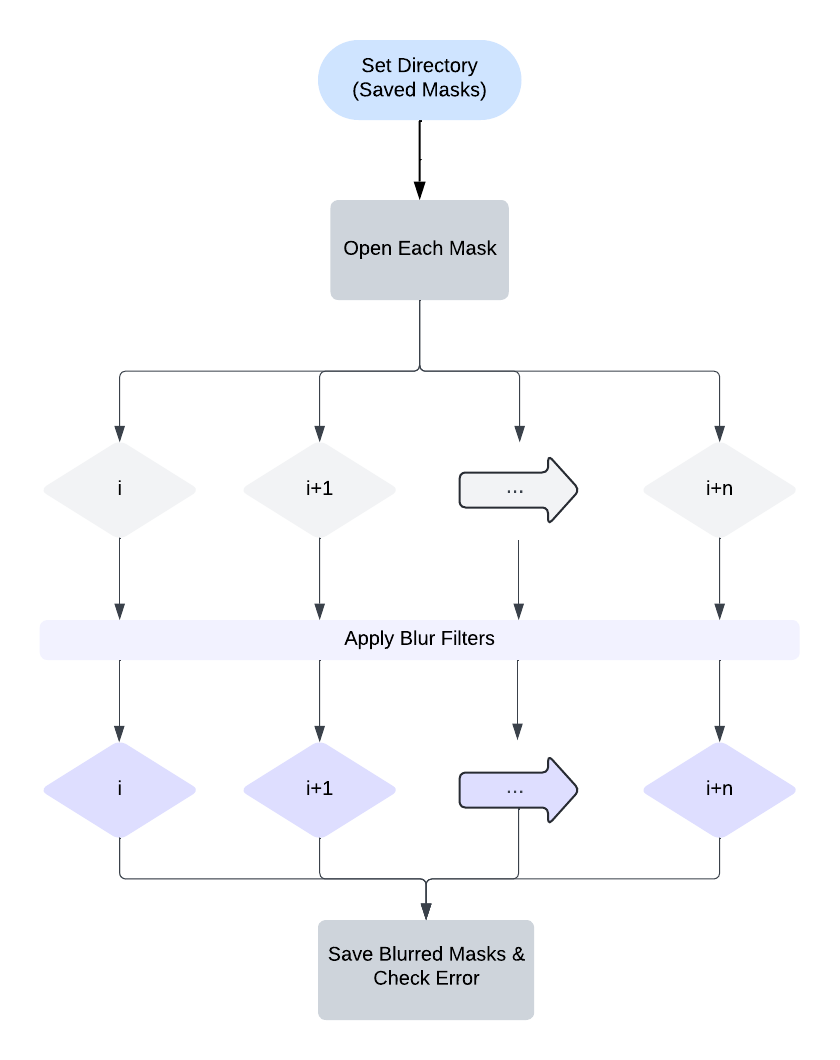 Set Directory
(Saved Masks)
Open Each Mask
i
i+1
...
i+n
Apply Blur Filters
i
i+1
...
i+n
Save Blurred Masks &
Check Error